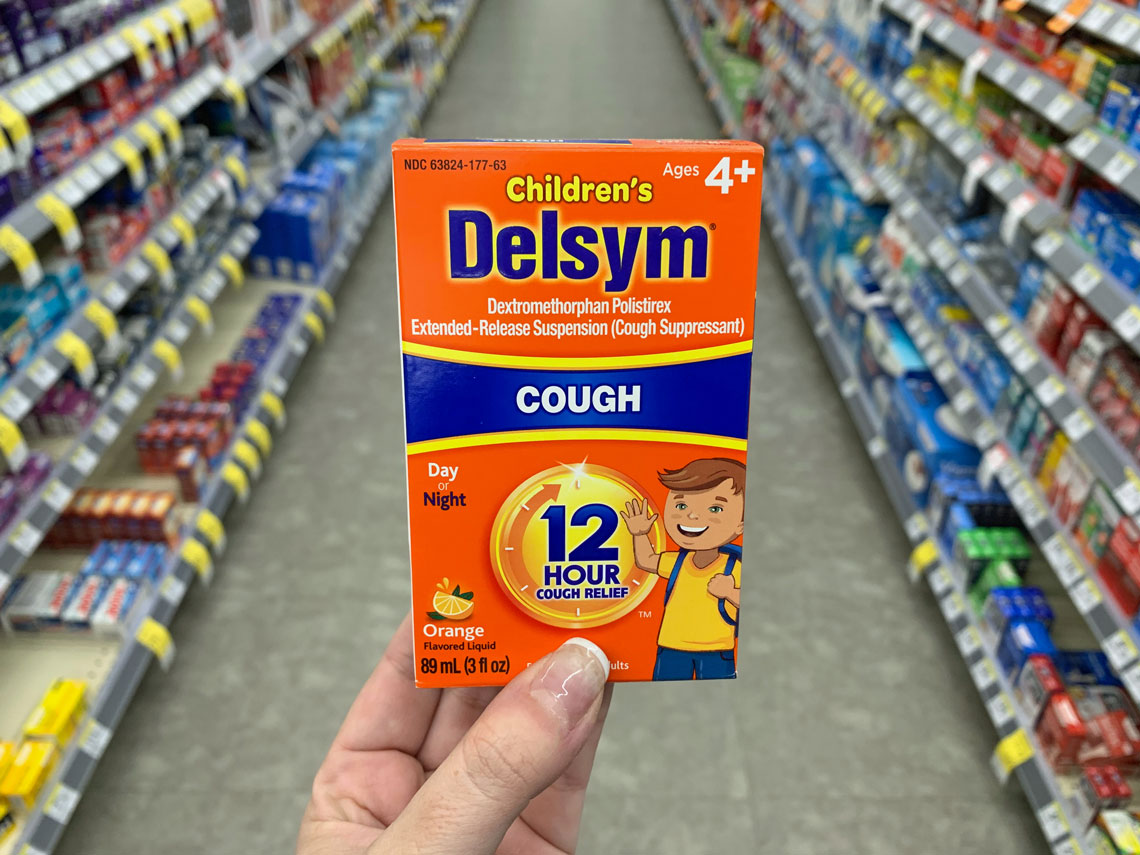 NDC 63824-177-63
Ages 4+
Children's
Delsym®
Dextromethorphan Polistirex
Extended-Release Suspension (Cough Suppressant)
COUGH
Day
or
Night
12
HOUR
COUGH RELIEF
TM
Orange
Flavored Liquid
89 mL (3 fl oz)